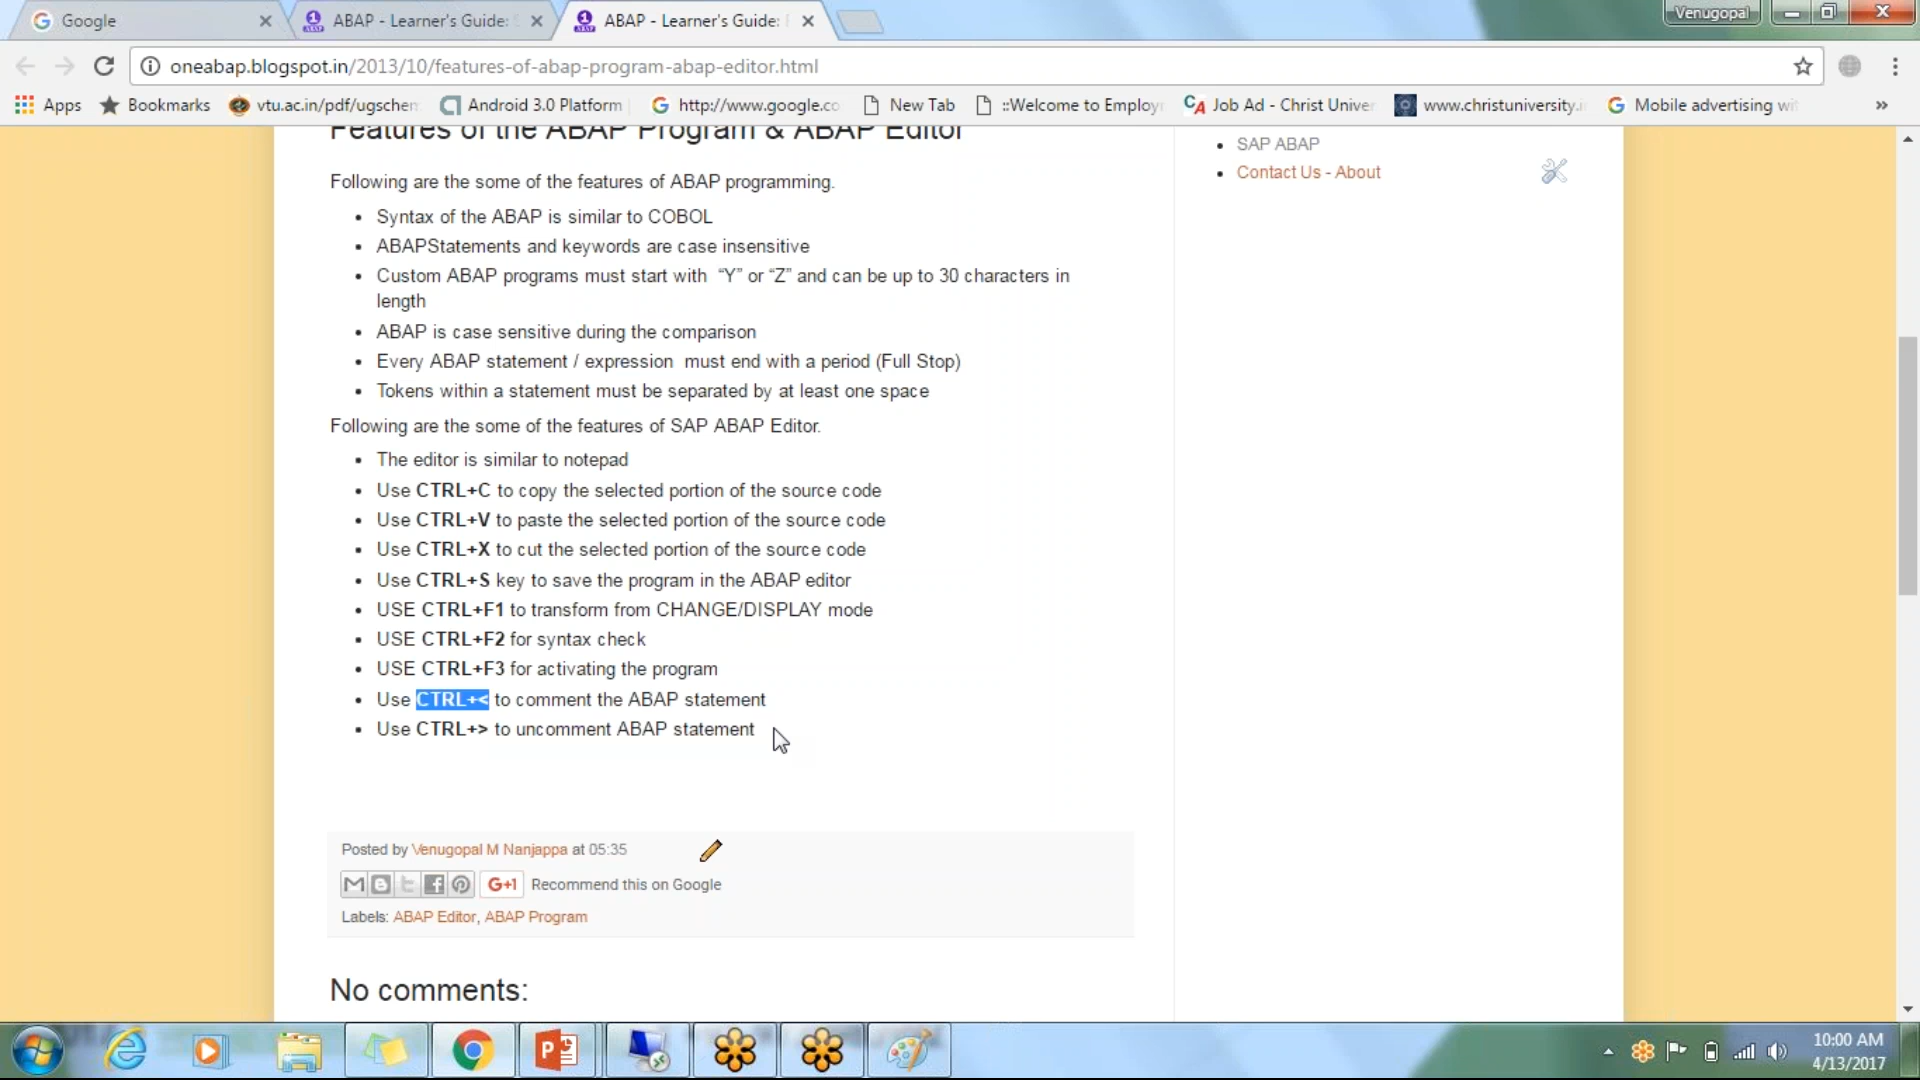 Google
ABAP - Learner's Guide:
ABAP - Learner's Guide:
Venugopal
oneabap.blogspot.in/2013/10/features-of-abap-program-abap-editor.html
Apps
Bookmarks
vtu.ac.in/pdf/ugschem
Android 3.0 Platform
http://www.google.co
New Tab
::Welcome to Employ
Job Ad - Christ Univer
www.christuniversity.i
Mobile advertising wi
»
Features of the ABAP Program & ABAP Editor
Following are the some of the features of ABAP programming.
• Syntax of the ABAP is similar to COBOL
• ABAPStatements and keywords are case insensitive
• Custom ABAP programs must start with “Y” or “Z” and can be up to 30 characters in
length
• ABAP is case sensitive during the comparison
• Every ABAP statement / expression must end with a period (Full Stop)
• Tokens within a statement must be separated by at least one space
Following are the some of the features of SAP ABAP Editor.
• The editor is similar to notepad
• Use CTRL+C to copy the selected portion of the source code
• Use CTRL+V to paste the selected portion of the source code
• Use CTRL+X to cut the selected portion of the source code
• Use CTRL+S key to save the program in the ABAP editor
• USE CTRL+F1 to transform from CHANGE/DISPLAY mode
• USE CTRL+F2 for syntax check
• USE CTRL+F3 for activating the program
• Use CTRL+< to comment the ABAP statement
• Use CTRL+> to uncomment ABAP statement
Posted by Venugopal M Nanjappa at 05:35
G+1 Recommend this on Google
Labels: ABAP Editor, ABAP Program
No comments:
• SAP ABAP
• Contact Us - About
10:00 AM
4/13/2017